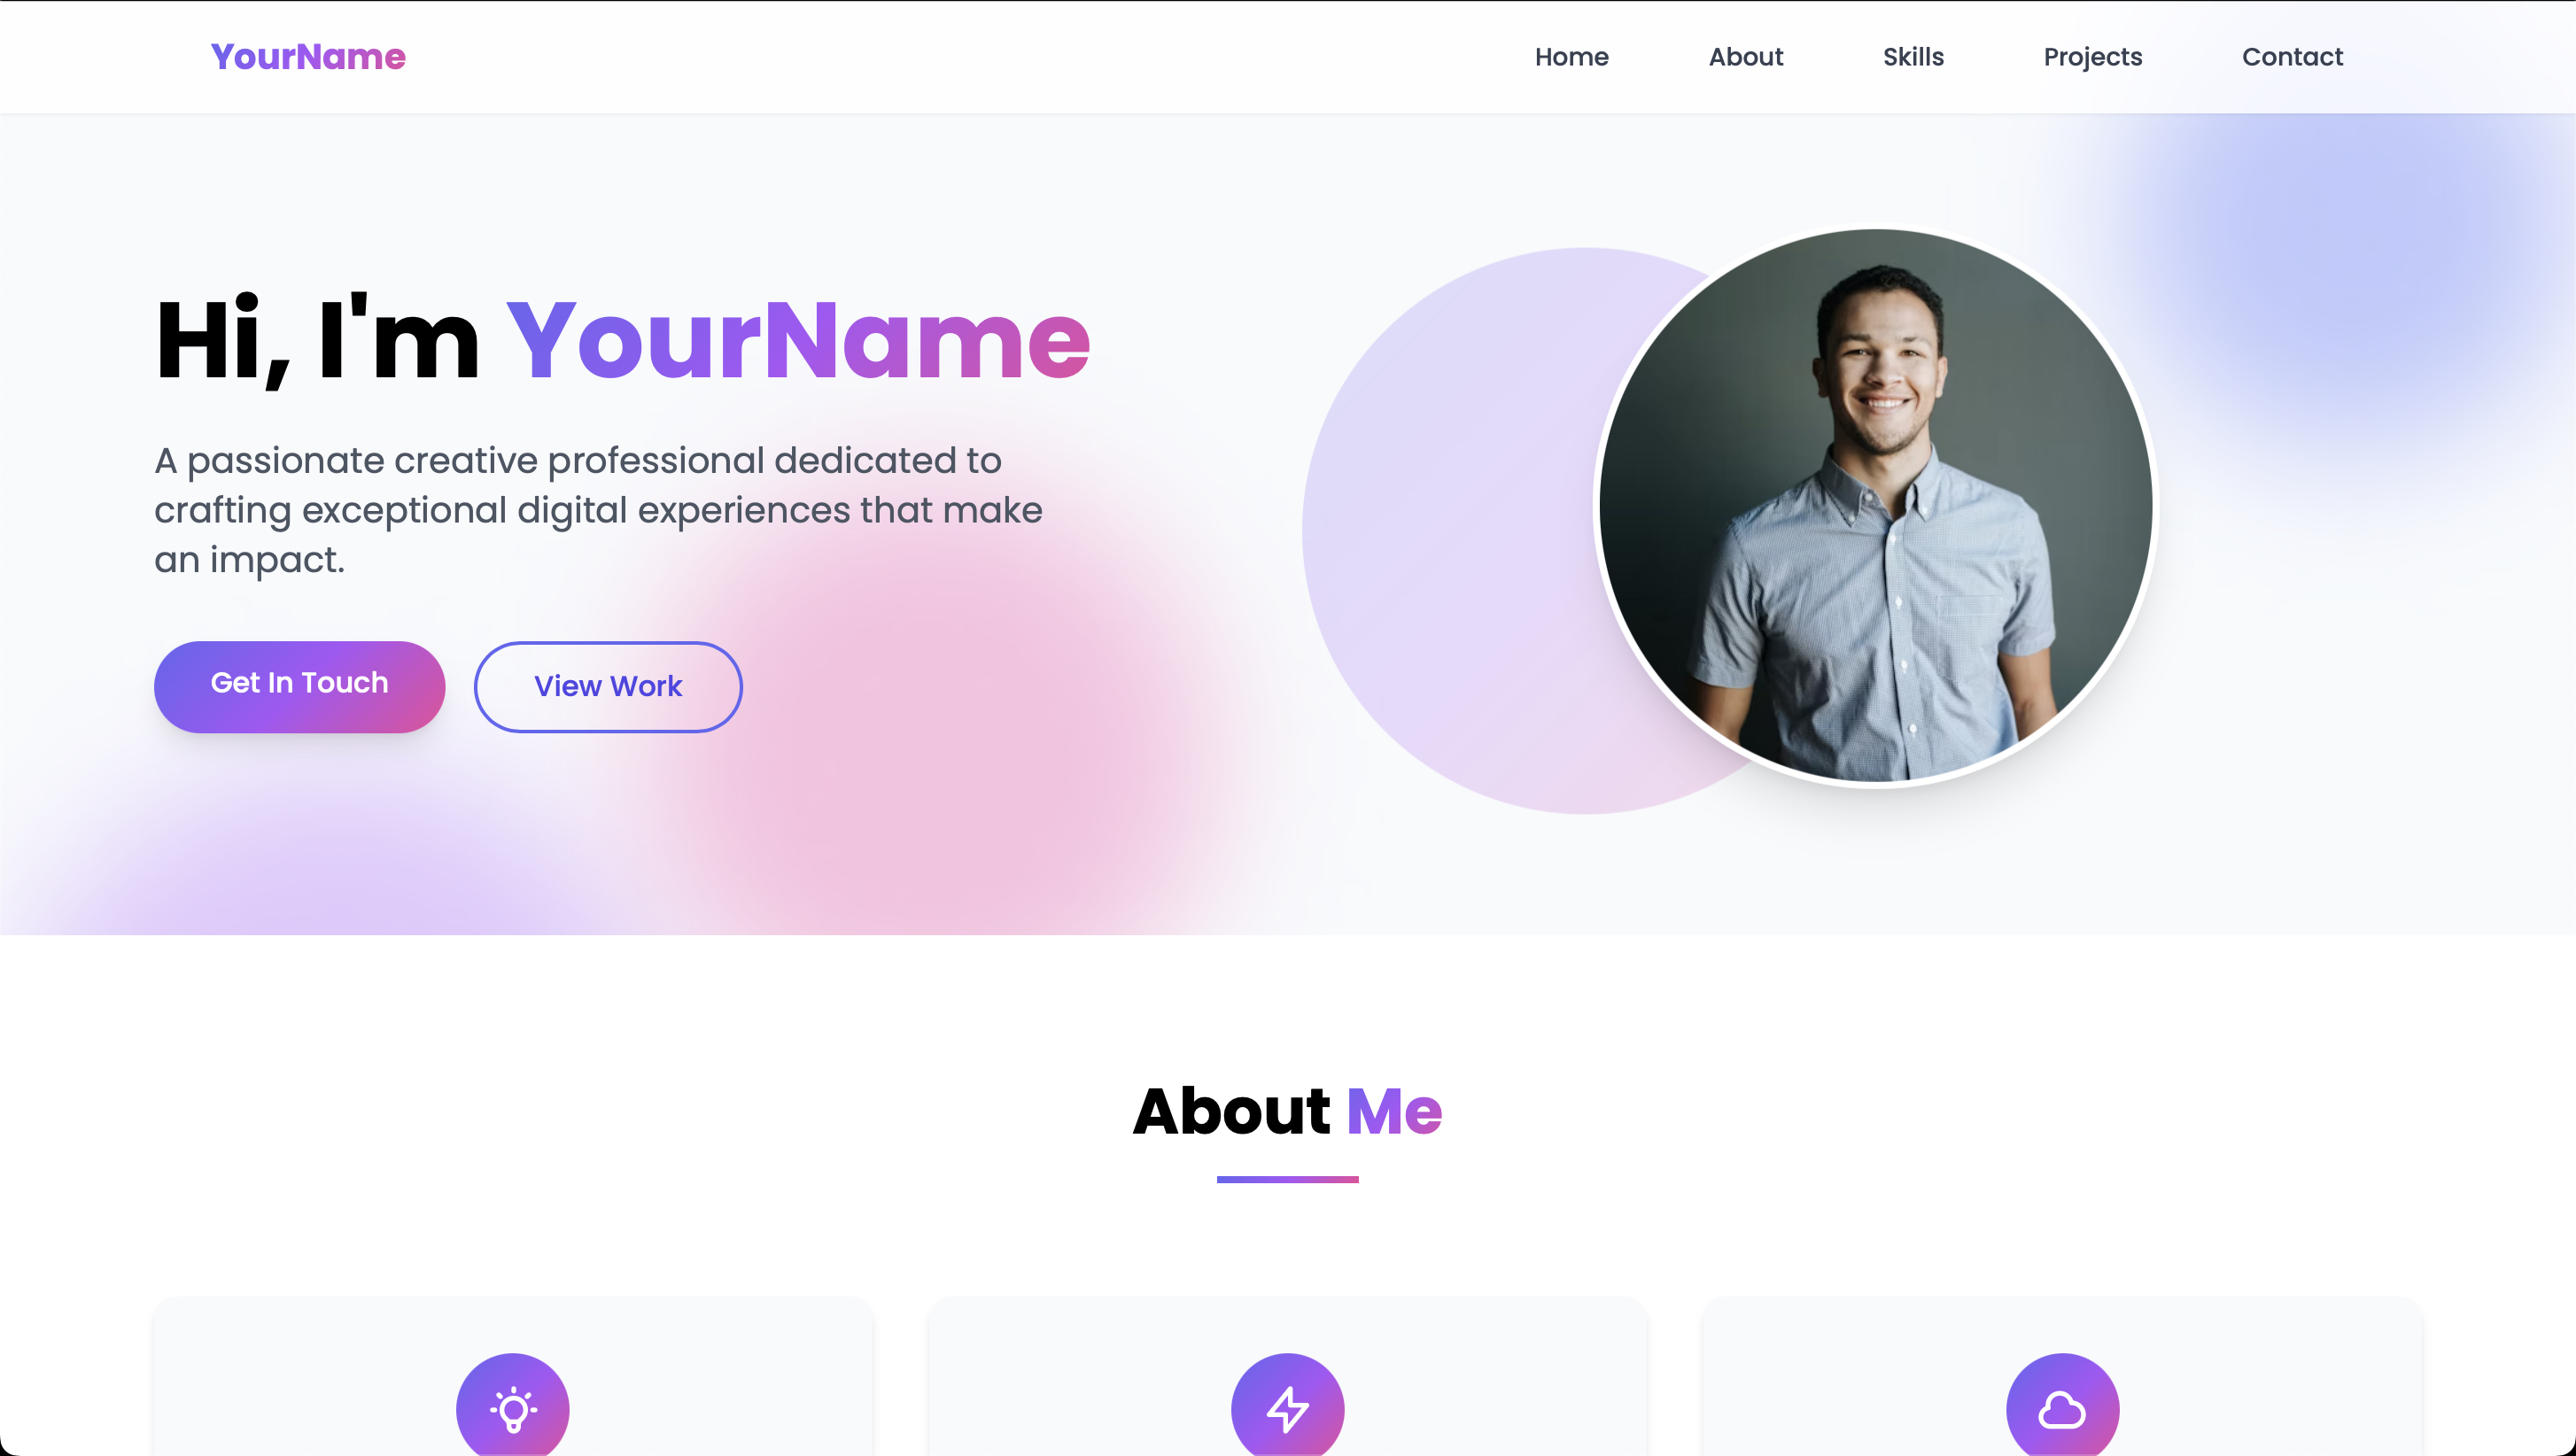 YourName
Home
About
Skills
Projects
Contact
Hi, I'm YourName
A passionate creative professional dedicated to
crafting exceptional digital experiences that make
an impact.
Get In Touch
View Work
About Me